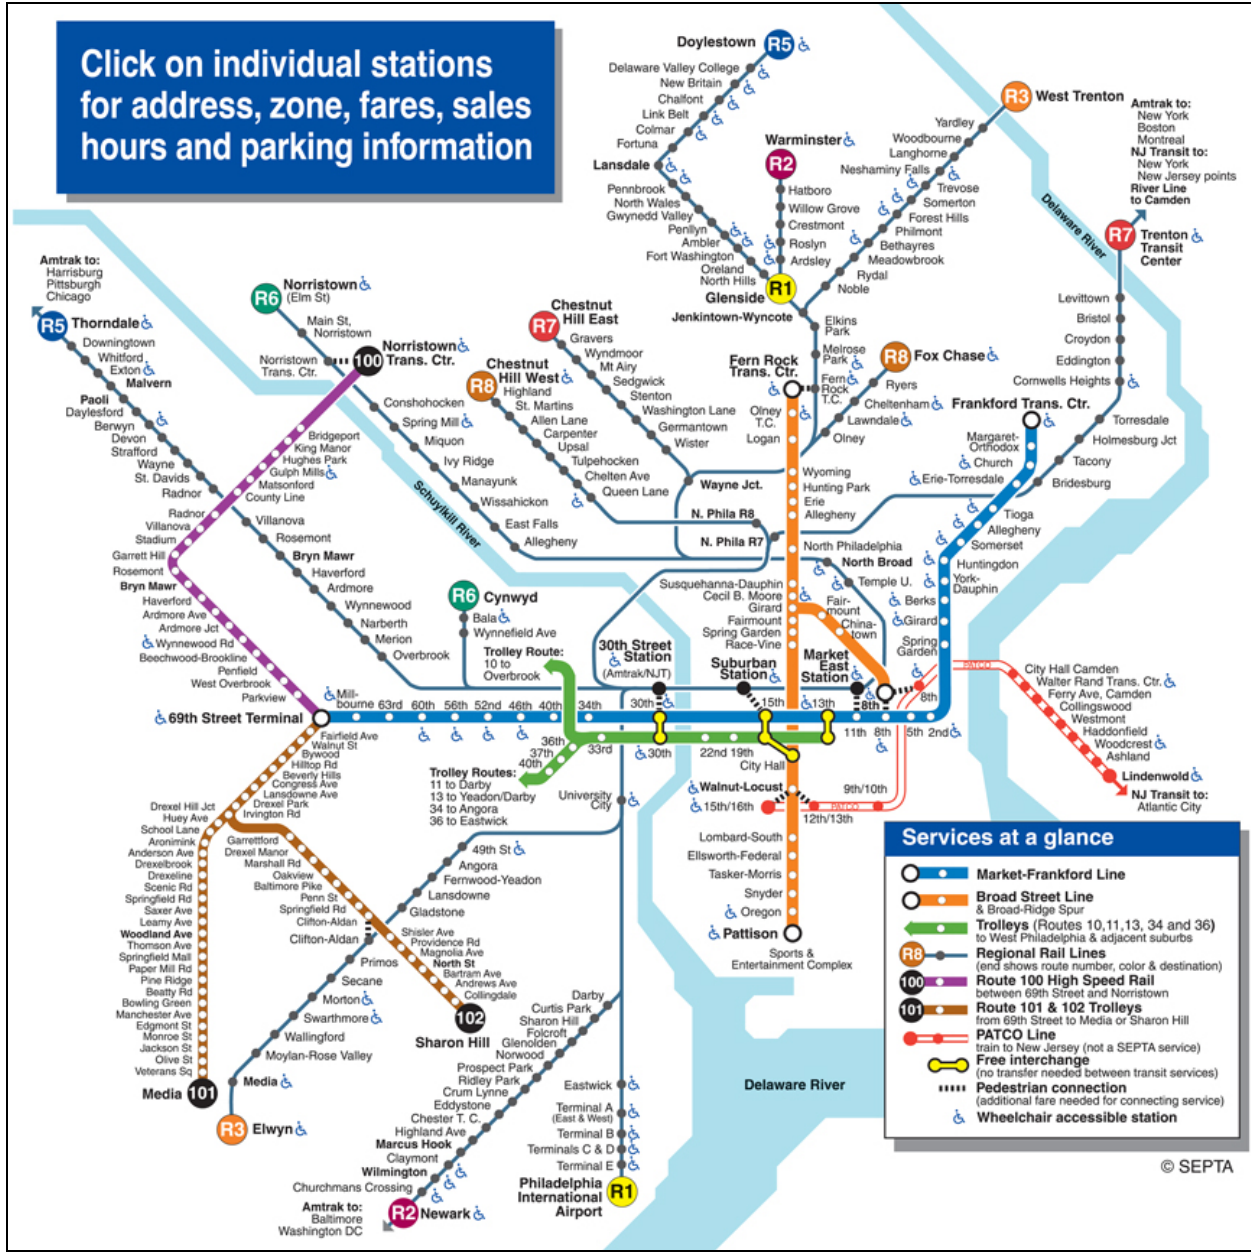 Click on individual stations
for address, zone, fares, sales
hours and parking information
Doylestown
R5
Delaware Valley College
New Britain
Chalfont
Link Belt
Colmar
Fortuna
Lansdale
Pennbrook
North Wales
Gwynedd Valley
Penllyn
Ambler
Fort Washington
Oreland
North Hills
Glenside
R1
Jenkintown-Wyncote
Warminster
R2
Hatboro
Willow Grove
Crestmont
Roslyn
Ardsley
R3
West Trenton
Yardley
Woodbourne
Langhorne
Neshaminy Falls
Trevose
Somerton
Forest Hills
Philmont
Bethayres
Meadowbrook
Rydal
Noble
Amtrak to:
New York
Boston
Montreal
NJ Transit to:
New York
New Jersey points
River Line
to Camden
Delaware River
R7
Trenton
Transit
Center
Levittown
Bristol
Croydon
Eddington
Cornwells Heights
Torresdale
Holmesburg Jct
Tacony
Bridesburg
Amtrak to:
Harrisburg
Pittsburgh
Chicago
R5
Thorndale
Downingtown
Whitford
Exton
Malvern
Paoli
Daylesford
Berwyn
Devon
Strafford
Wayne
St. Davids
Radnor
Villanova
Rosemont
Bryn Mawr
Haverford
Ardmore
Wynnewood
Narberth
Merion
Overbrook
R6
Norristown
(Elm St)
Main St,
Norristown
Norristown
Trans. Ctr.
100
Norristown
Trans. Ctr.
Conshohocken
Spring Mill
Miquon
Ivy Ridge
Manayunk
Wissahickon
East Falls
Allegheny
Schuylkill River
Bridgeport
King Manor
Hughes Park
Gulph Mills
Matsonford
County Line
Radnor
Villanova
Stadium
Garrett Hill
Rosemont
Bryn Mawr
Haverford
Ardmore Ave
Ardmore Jct
Wynnewood Rd
Beechwood-Brookline
Penfield
West Overbrook
Parkview
69th Street Terminal
Chestnut
Hill East
R7
Gravers
Wyndmoor
Mt Airy
Sedgwick
Stenton
Washington Lane
Germantown
Wister
Wayne Jct.
Chestnut
Hill West
R8
Highland
St. Martins
Allen Lane
Carpenter
Upsal
Tulpehocken
Chelten Ave
Queen Lane
N. Phila R8
N. Phila R7
Elkins
Park
Melrose
Park
Fern
Rock
T.C.
Fern Rock
Trans. Ctr.
R8
Fox Chase
Ryers
Cheltenham
Lawndale
Olney
Olney
T.C.
Logan
Wyoming
Hunting Park
Erie
Allegheny
North Philadelphia
North Broad
Temple U.
Susquehanna-Dauphin
Cecil B. Moore
Girard
Fairmount
Spring Garden
Race-Vine
Fair-
mount
China-
town
Frankford Trans. Ctr.
Margaret-
Orthodox
Church
Erie-Torresdale
Tioga
Allegheny
Somerset
Huntingdon
York-
Dauphin
Berks
Girard
Spring
Garden
R6
Cynwyd
Bala
Wynnefield Ave
Trolley Route:
10 to
Overbrook
30th Street
Station
(Amtrak/NJT)
Suburban
Station
Market
East
Station
Mill-
bourne
63rd
60th
56th
52nd
46th
40th
34th
30th
15th
13th
11th
8th
8th
8th
5th
2nd
36th
37th
40th
33rd
30th
22nd
19th
City Hall
Trolley Routes:
11 to Darby
13 to Yeadon/Darby
34 to Angora
36 to Eastwick
University
City
Walnut-Locust
15th/16th
PATCO
12th/13th
9th/10th
PATCO
City Hall Camden
Walter Rand Trans. Ctr.
Ferry Ave, Camden
Collingswood
Westmont
Haddonfield
Woodcrest
Ashland
Lindenwold
NJ Transit to:
Atlantic City
Lombard-South
Ellsworth-Federal
Tasker-Morris
Snyder
Oregon
Pattison
Sports &
Entertainment Complex
Fairfield Ave
Walnut St
Bywood
Hilltop Rd
Beverly Hills
Congress Ave
Lansdowne Ave
Drexel Park
Irvington Rd
Drexel Hill Jct
Huey Ave
School Lane
Aronimink
Anderson Ave
Drexelbrook
Drexeline
Scenic Rd
Springfield Rd
Saxer Ave
Leamy Ave
Woodland Ave
Thomson Ave
Springfield Mall
Paper Mill Rd
Pine Ridge
Beatty Rd
Bowling Green
Manchester Ave
Edgmont St
Monroe St
Jackson St
Olive St
Veterans Sq
Media
101
Garrettford
Drexel Manor
Marshall Rd
Oakview
Baltimore Pike
Penn St
Springfield Rd
Clifton-Aldan
Shisler Ave
Providence Rd
Magnolia Ave
North St
Bartram Ave
Andrews Ave
Collingdale
102
Sharon Hill
49th St
Angora
Fernwood-Yeadon
Lansdowne
Gladstone
Clifton-Aldan
Primos
Secane
Morton
Swarthmore
Wallingford
Moylan-Rose Valley
Media
R3
Elwyn
Darby
Curtis Park
Sharon Hill
Folcroft
Glenolden
Norwood
Prospect Park
Ridley Park
Crum Lynne
Eddystone
Chester T. C.
Highland Ave
Marcus Hook
Claymont
Wilmington
Churchmans Crossing
R2
Newark
Amtrak to:
Baltimore
Washington DC
Eastwick
Terminal A
(East & West)
Terminal B
Terminals C & D
Terminal E
Philadelphia
International
Airport
R1
Delaware River
Services at a glance
Market-Frankford Line
Broad Street Line
& Broad-Ridge Spur
Trolleys (Routes 10,11,13, 34 and 36)
to West Philadelphia & adjacent suburbs
R8
Regional Rail Lines
(end shows route number, color & destination)
100
Route 100 High Speed Rail
between 69th Street and Norristown
101
Route 101 & 102 Trolleys
from 69th Street to Media or Sharon Hill
PATCO Line
train to New Jersey (not a SEPTA service)
Free interchange
(no transfer needed between transit services)
Pedestrian connection
(additional fare needed for connecting service)
Wheelchair accessible station
© SEPTA